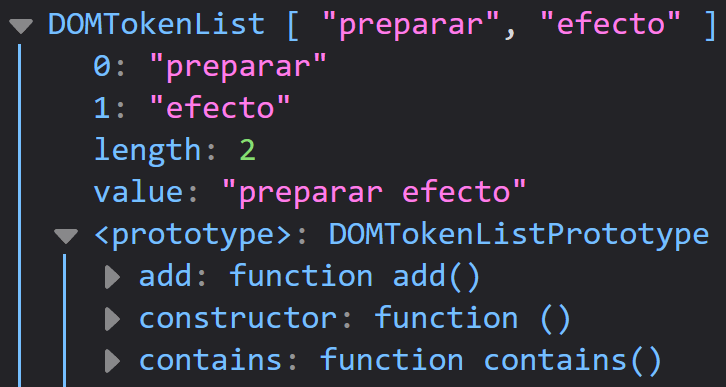 DOMTokenList [ "preparar", "efecto" ]
0: "preparar"
1: "efecto"
length: 2
value: "preparar efecto"
<prototype>: DOMTokenListPrototype
add: function add()
constructor: function ()
contains: function contains()